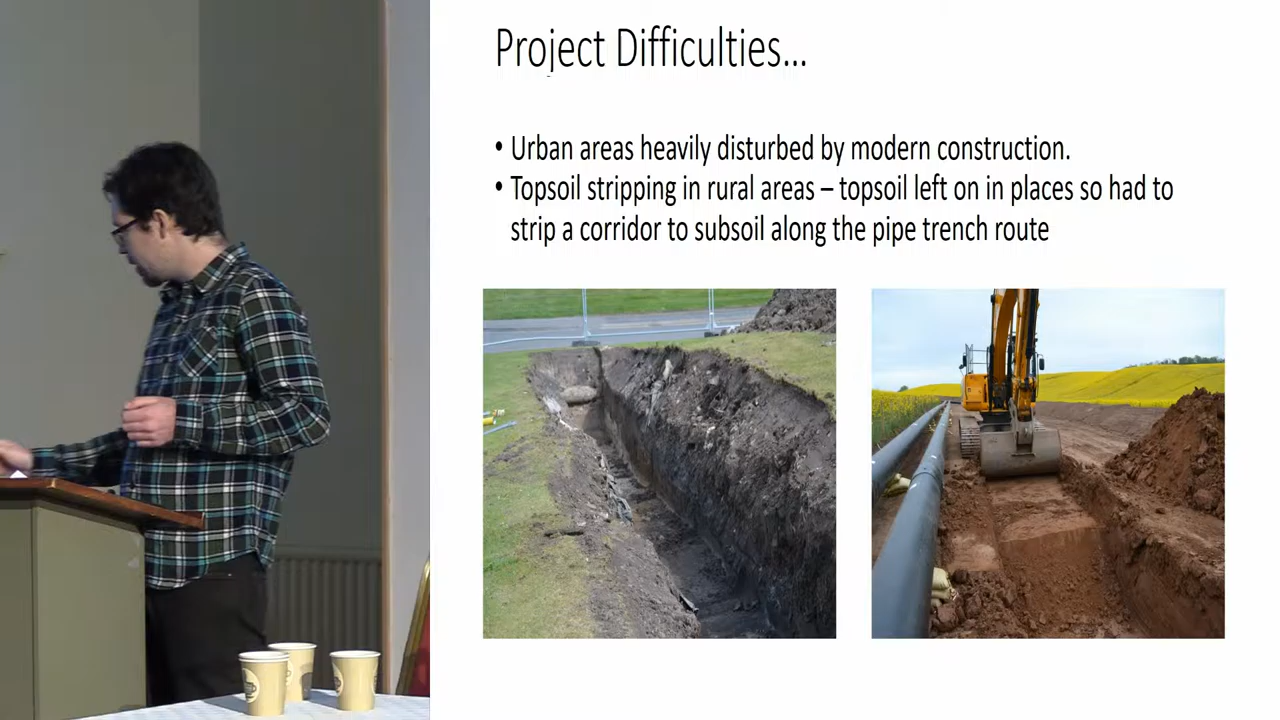 Project Difficulties...
• Urban areas heavily disturbed by modern construction.
• Topsoil stripping in rural areas – topsoil left on in places so had to
strip a corridor to subsoil along the pipe trench route